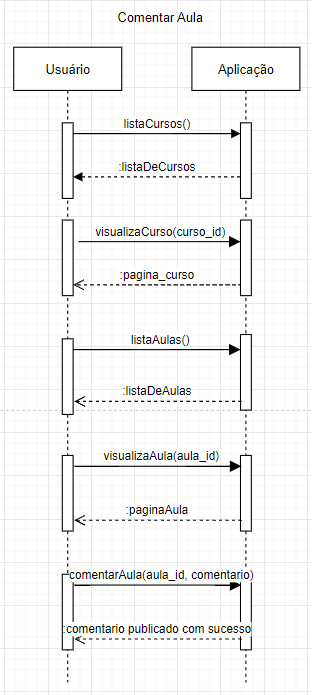 Comentar Aula
Usuário
Aplicação
listaCursos()
:listaDeCursos
visualizaCurso(curso_id)
:pagina_curso
listaAulas()
:listaDeAulas
visualizaAula(aula_id)
:paginaAula
comentarAula(aula_id, comentario)
:comentario publicado com sucesso